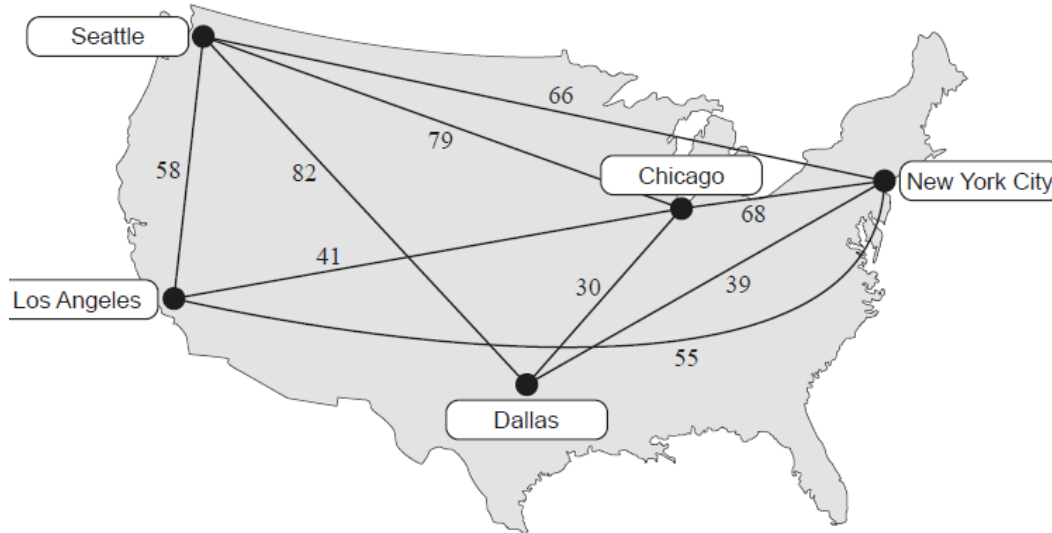 Seattle
66
79
58
82
Chicago
New York City
68
41
Los Angeles
30
39
55
Dallas